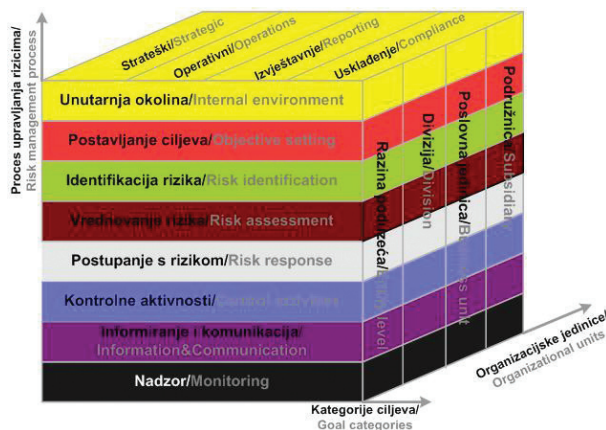 Proces upravljanja rizicima/
Risk management process
Strateški/Strategic
Operativni/Operations
Izvještavnje/Reporting
Usklađenje/Compliance
Unutarnja okolina/Internal environment
Postavljanje ciljeva/Objective setting
Identifikacija rizika/Risk identification
Vrednovanje rizika/Risk assessment
Postupanje s rizikom/Risk response
Kontrolne aktivnosti/Control activities
Informiranje i komunikacija/
Information&Communication
Nadzor/Monitoring
Razina poduzeća/ level
Divizija/Division
Poslovna jedinica/Business unit
Podružnica/Subsidiary
Organizacijske jedinice/
Organizational units
Kategorije ciljeva/
Goal categories